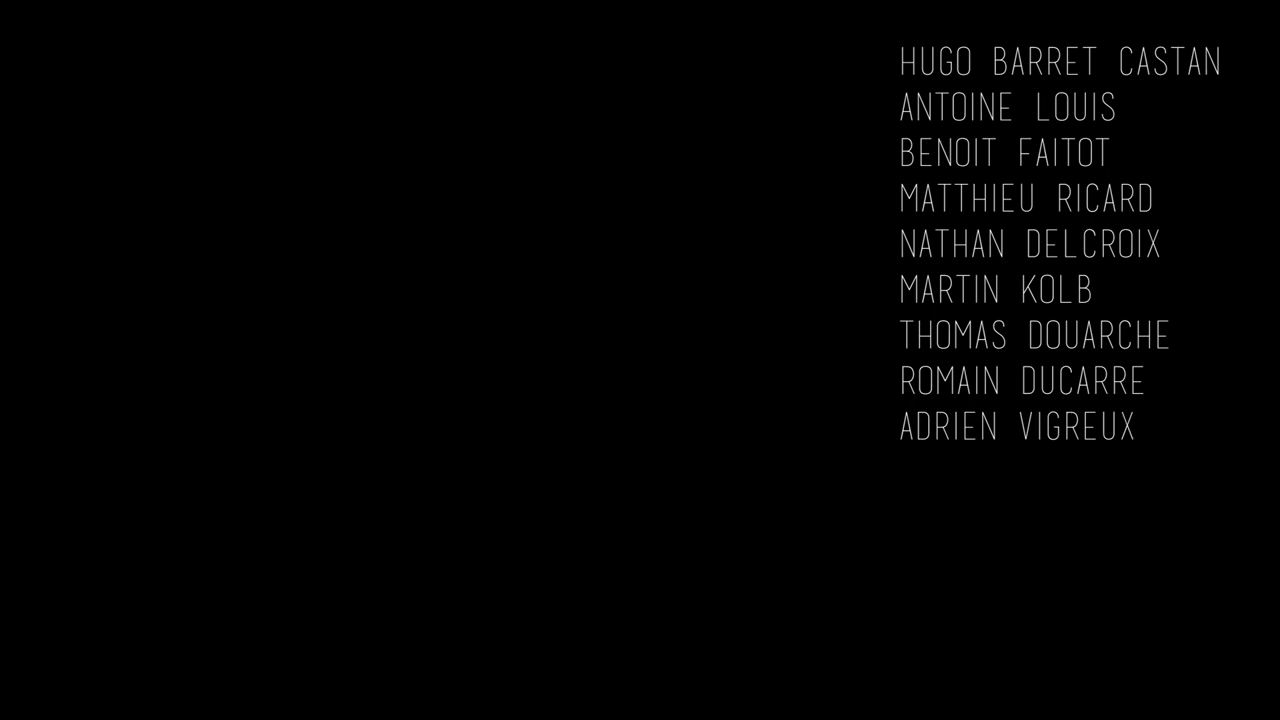 HUGO BARRET CASTAN
ANTOINE LOUIS
BENOIT FAITOT
MATTHIEU RICARD
NATHAN DELCROIX
MARTIN KOLB
THOMAS DOUARCHE
ROMAIN DUCARRE
ADRIEN VIGREUX